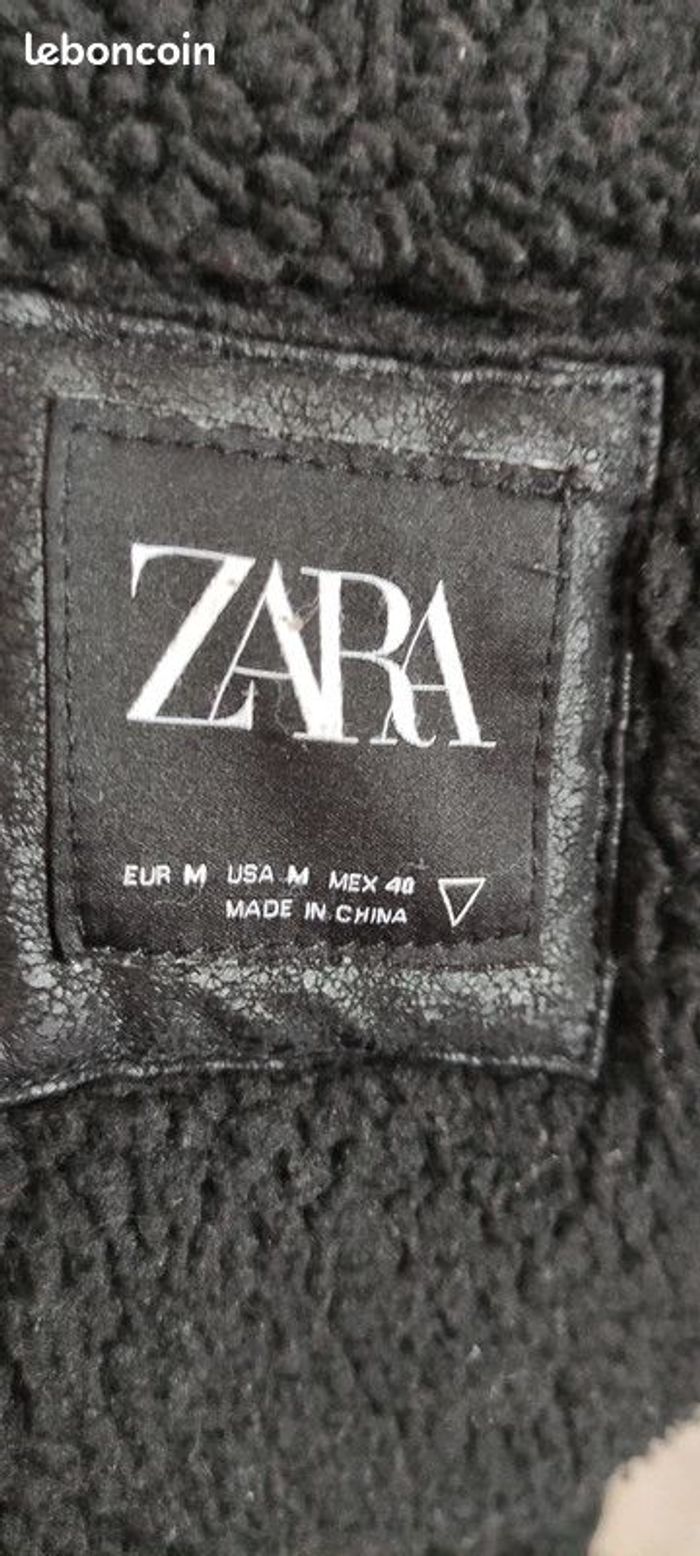 leboncoin
ZARA
EUR M USA M MEX 40
MADE IN CHINA